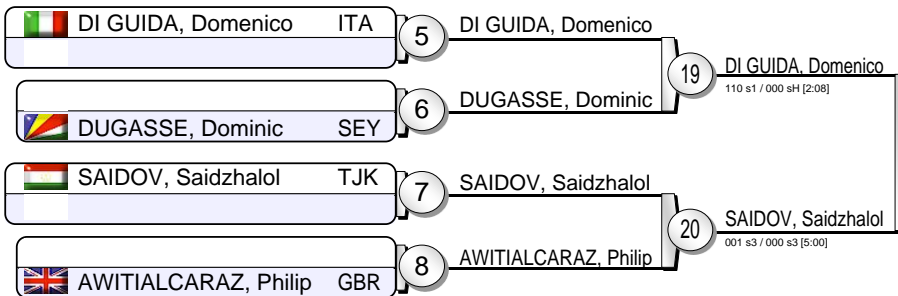 DI GUIDA, Domenico ITA
5
DI GUIDA, Domenico
19
DI GUIDA, Domenico
110 s1 / 000 sH [2:08]
6
DUGASSE, Dominic
DUGASSE, Dominic SEY
SAIDOV, Saidzhalol TJK
7
SAIDOV, Saidzhalol
20
SAIDOV, Saidzhalol
001 s3 / 000 s3 [5:00]
8
AWITIALCARAZ, Philip
AWITIALCARAZ, Philip GBR